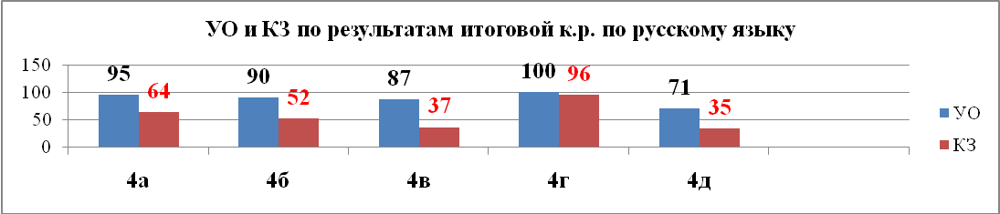 УО и КЗ по результатам итоговой к.р. по русскому языку
150
100
50
0
95 64 90 52 87 37 100 96 71 35
4а 4б 4в 4г 4д
УО
КЗ